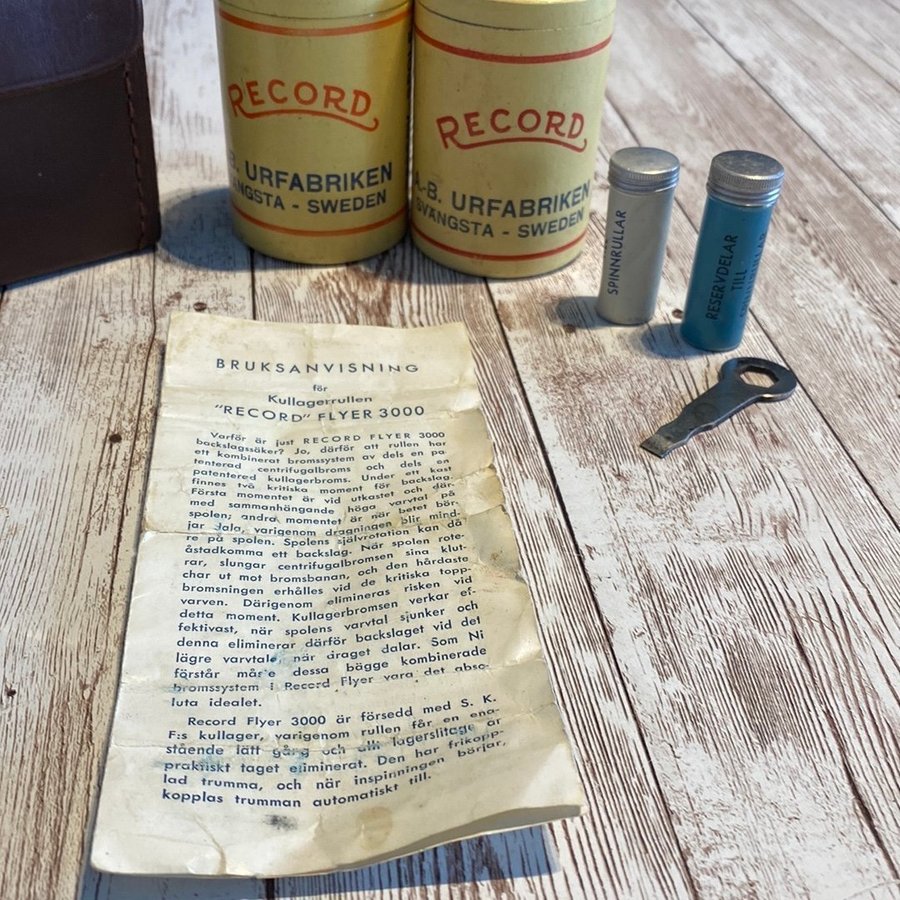 RECORD
URFABRIKEN
SVÄNGSTA - SWEDEN
RECORD
A.-B. URFABRIKEN
SVÄNGSTA - SWEDEN
SPINNRULLAR
RESERVDELAR
TILL
BRUKSANVISNING
för
Kullagerrullen
"RECORD" FLYER 3000
Varför är just RECORD FLYER 3000
backslagssäker? Jo, därför att rullen har
ett kombinerat bromssystem av dels en pa-
tenterad centrifugalbroms och dels en
patenterad kullagerbroms. Under ett kast
finnes två kritiska moment för backslag.
Första momentet är vid utkastet och där-
med sammanhängande höga varvtal på
spolen; andra momentet är när betet bör-
jar dala, varigenom dragningen blir mind-
re på spolen. Spolens självrotation kan då
åstadkomma ett backslag. När spolen rote-
rar, slungar centrifugalbromsen sina klut-
char ut mot bromsbanan, och den hårdaste
bromsningen erhålles vid de kritiska topp-
varven. Därigenom elimineras risken vid
detta moment. Kullagerbromsen verkar ef-
fektivast, när spolens varvtal sjunker och
denna eliminerar därför backslaget vid det
lägre varvtalet, när draget dalar. Som Ni
förstår måste dessa bägge kombinerade
bromssystem i Record Flyer vara det abso-
luta idealet.
Record Flyer 3000 är försedd med S. K.
F:s kullager, varigenom rullen får en ena-
stående lätt gång och allt lagerslitage är
praktiskt taget eliminerat. Den har frikopp-
lad trumma, och när inspinningen börjar,
kopplas trumman automatiskt till.